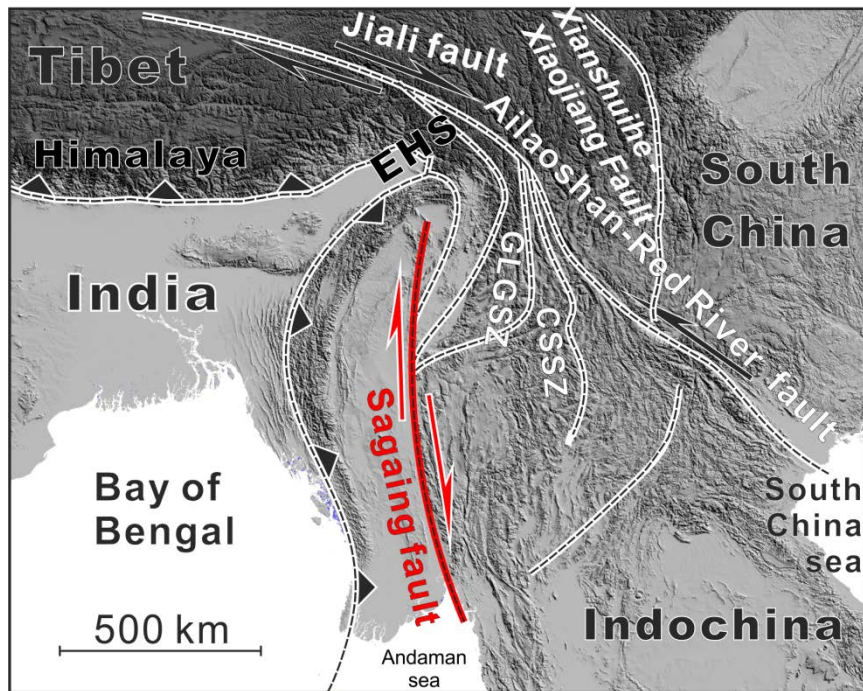 Tibet
Jiali fault
Xianshuihe-
Xiaojiang Fault
Himalaya
EHS
Ailaoshan-Red River fault
South
China
India
GLGSZ
CSSZ
Sagaing fault
Bay of
Bengal
South
China
sea
500 km
Indochina
Andaman
sea